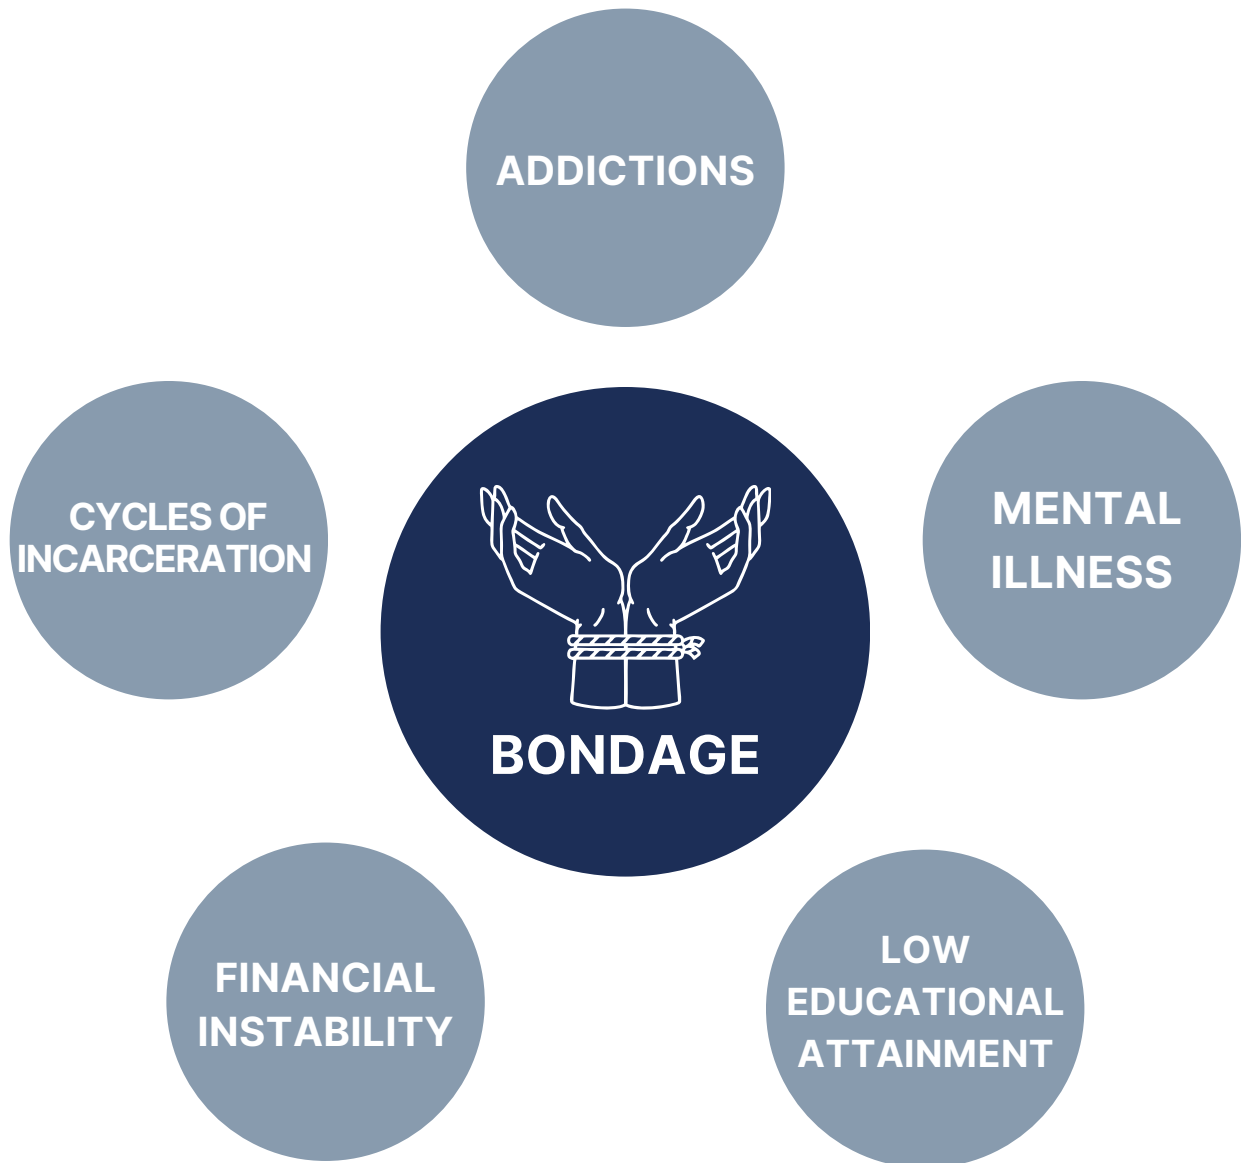 ADDICTIONS
CYCLES OF
INCARCERATION
MENTAL
ILLNESS
BONDAGE
FINANCIAL
INSTABILITY
LOW
EDUCATIONAL
ATTAINMENT